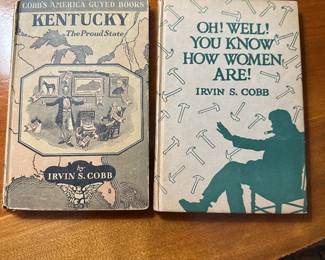 COBB'S AMERICA GUYED BOOKS
KENTUCKY
The Proud State
by
IRVIN S. COBB
OH! WELL!
YOU KNOW
HOW WOMEN
ARE!
IRVIN S. COBB